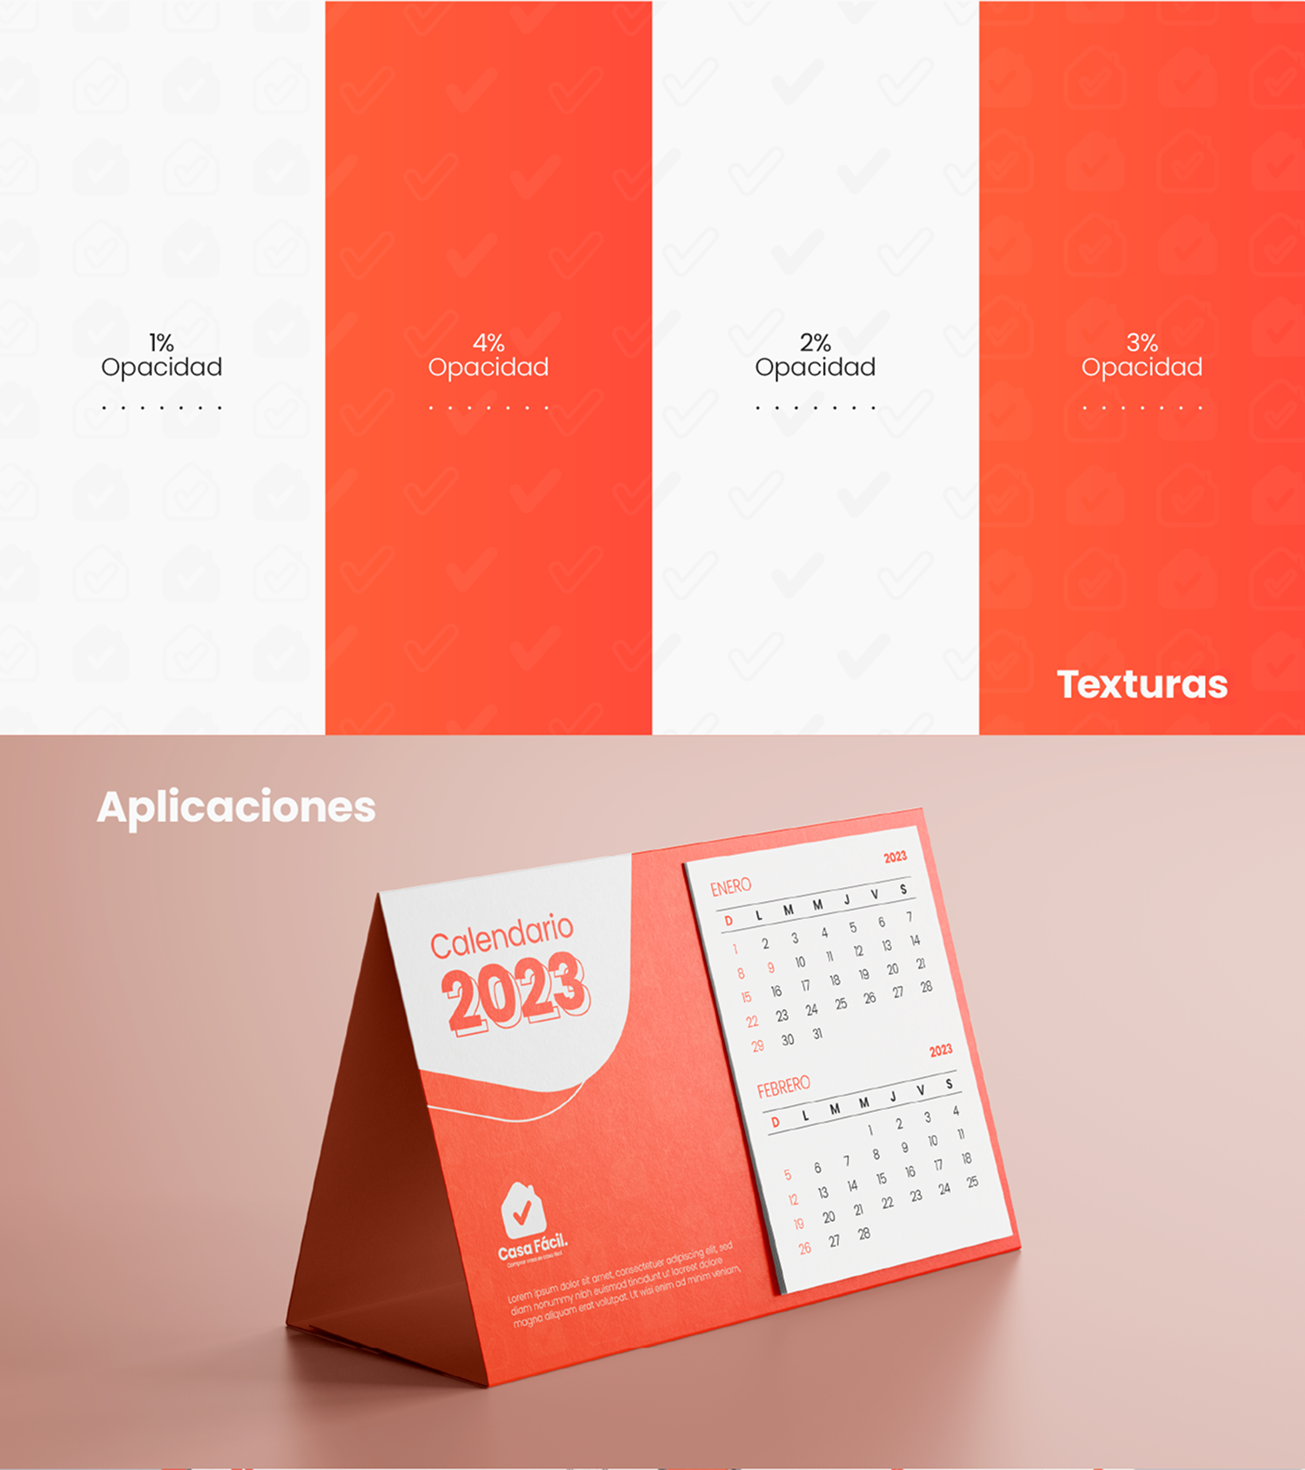 1%
Opacidad
4%
Opacidad
2%
Opacidad
3%
Opacidad
Texturas
Aplicaciones
Calendario
2023
Casa Fácil.
Lorem ipsum dolor sit amet, consectetuer adipiscing elit, sed
diam nonummy nibh euismod tincidunt ut laoreet dolore
magna aliquam erat volutpat. Ut wisi enim ad minim veniam,
2023
ENERO
D L M M J V S
1 2 3 4 5 6 7
8 9 10 11 12 13 14
15 16 17 18 19 20 21
22 23 24 25 26 27 28
29 30 31
2023
FEBRERO
D L M M J V S
1 2 3 4
5 6 7 8 9 10 11
12 13 14 15 16 17 18
19 20 21 22 23 24 25
26 27 28